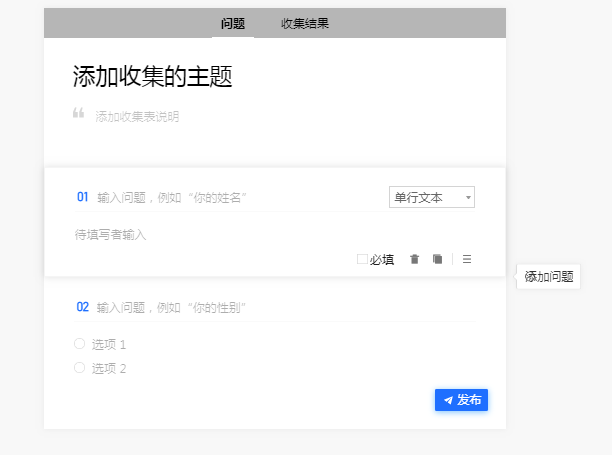 问题 收集结果
添加收集的主题
❝ 添加收集表说明
01 输入问题，例如“你的姓名” 单行文本
待填写者输入
必填
添加问题
02 输入问题，例如“你的性别”
选项 1
选项 2
发布